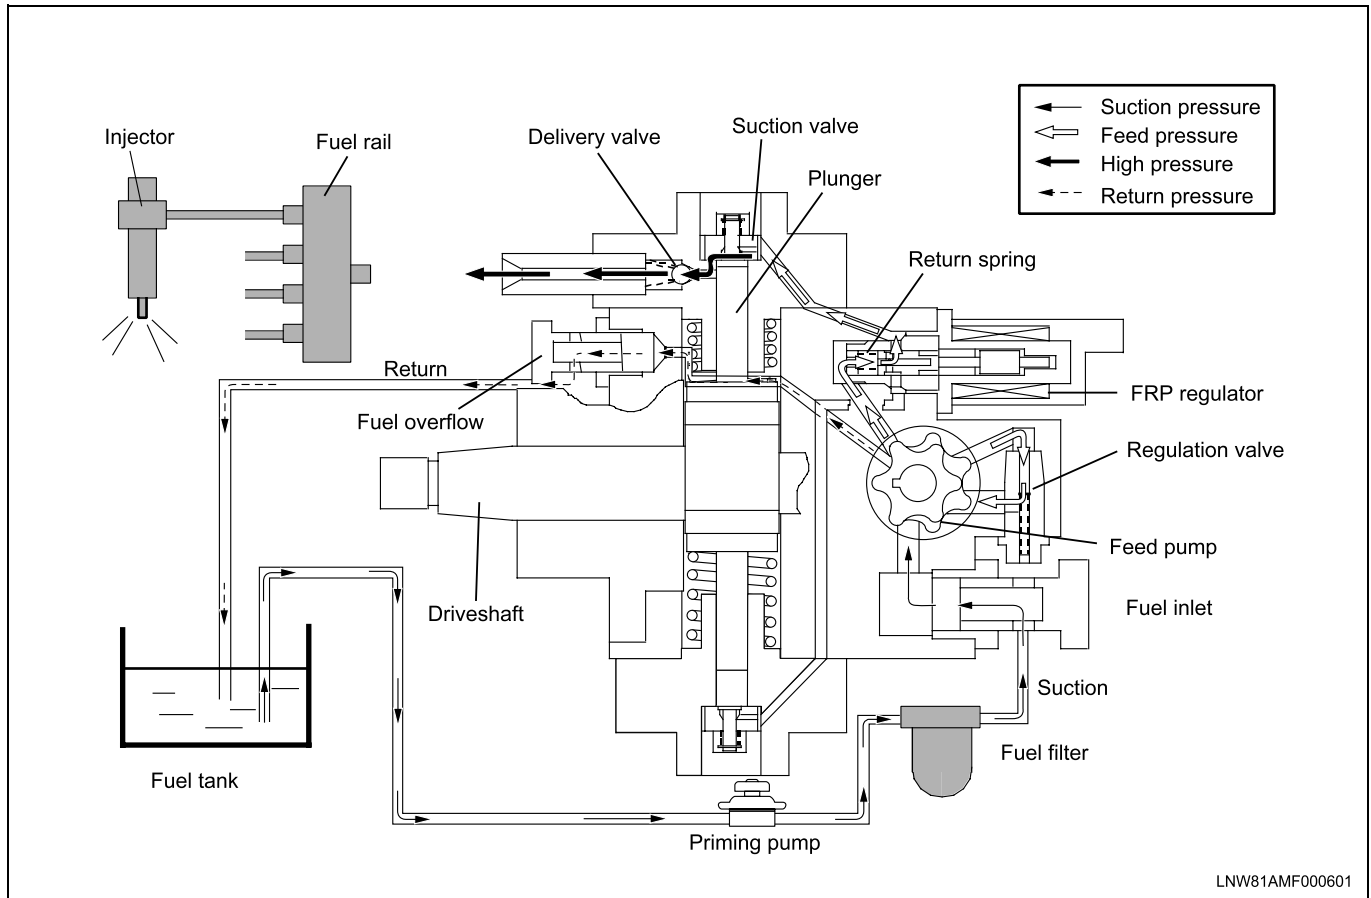 Suction pressure
Feed pressure
High pressure
Return pressure
Injector
Fuel rail
Delivery valve
Suction valve
Plunger
Return spring
Return
Fuel overflow
FRP regulator
Regulation valve
Feed pump
Driveshaft
Fuel inlet
Suction
Fuel tank
Fuel filter
Priming pump
LNW81AMF000601